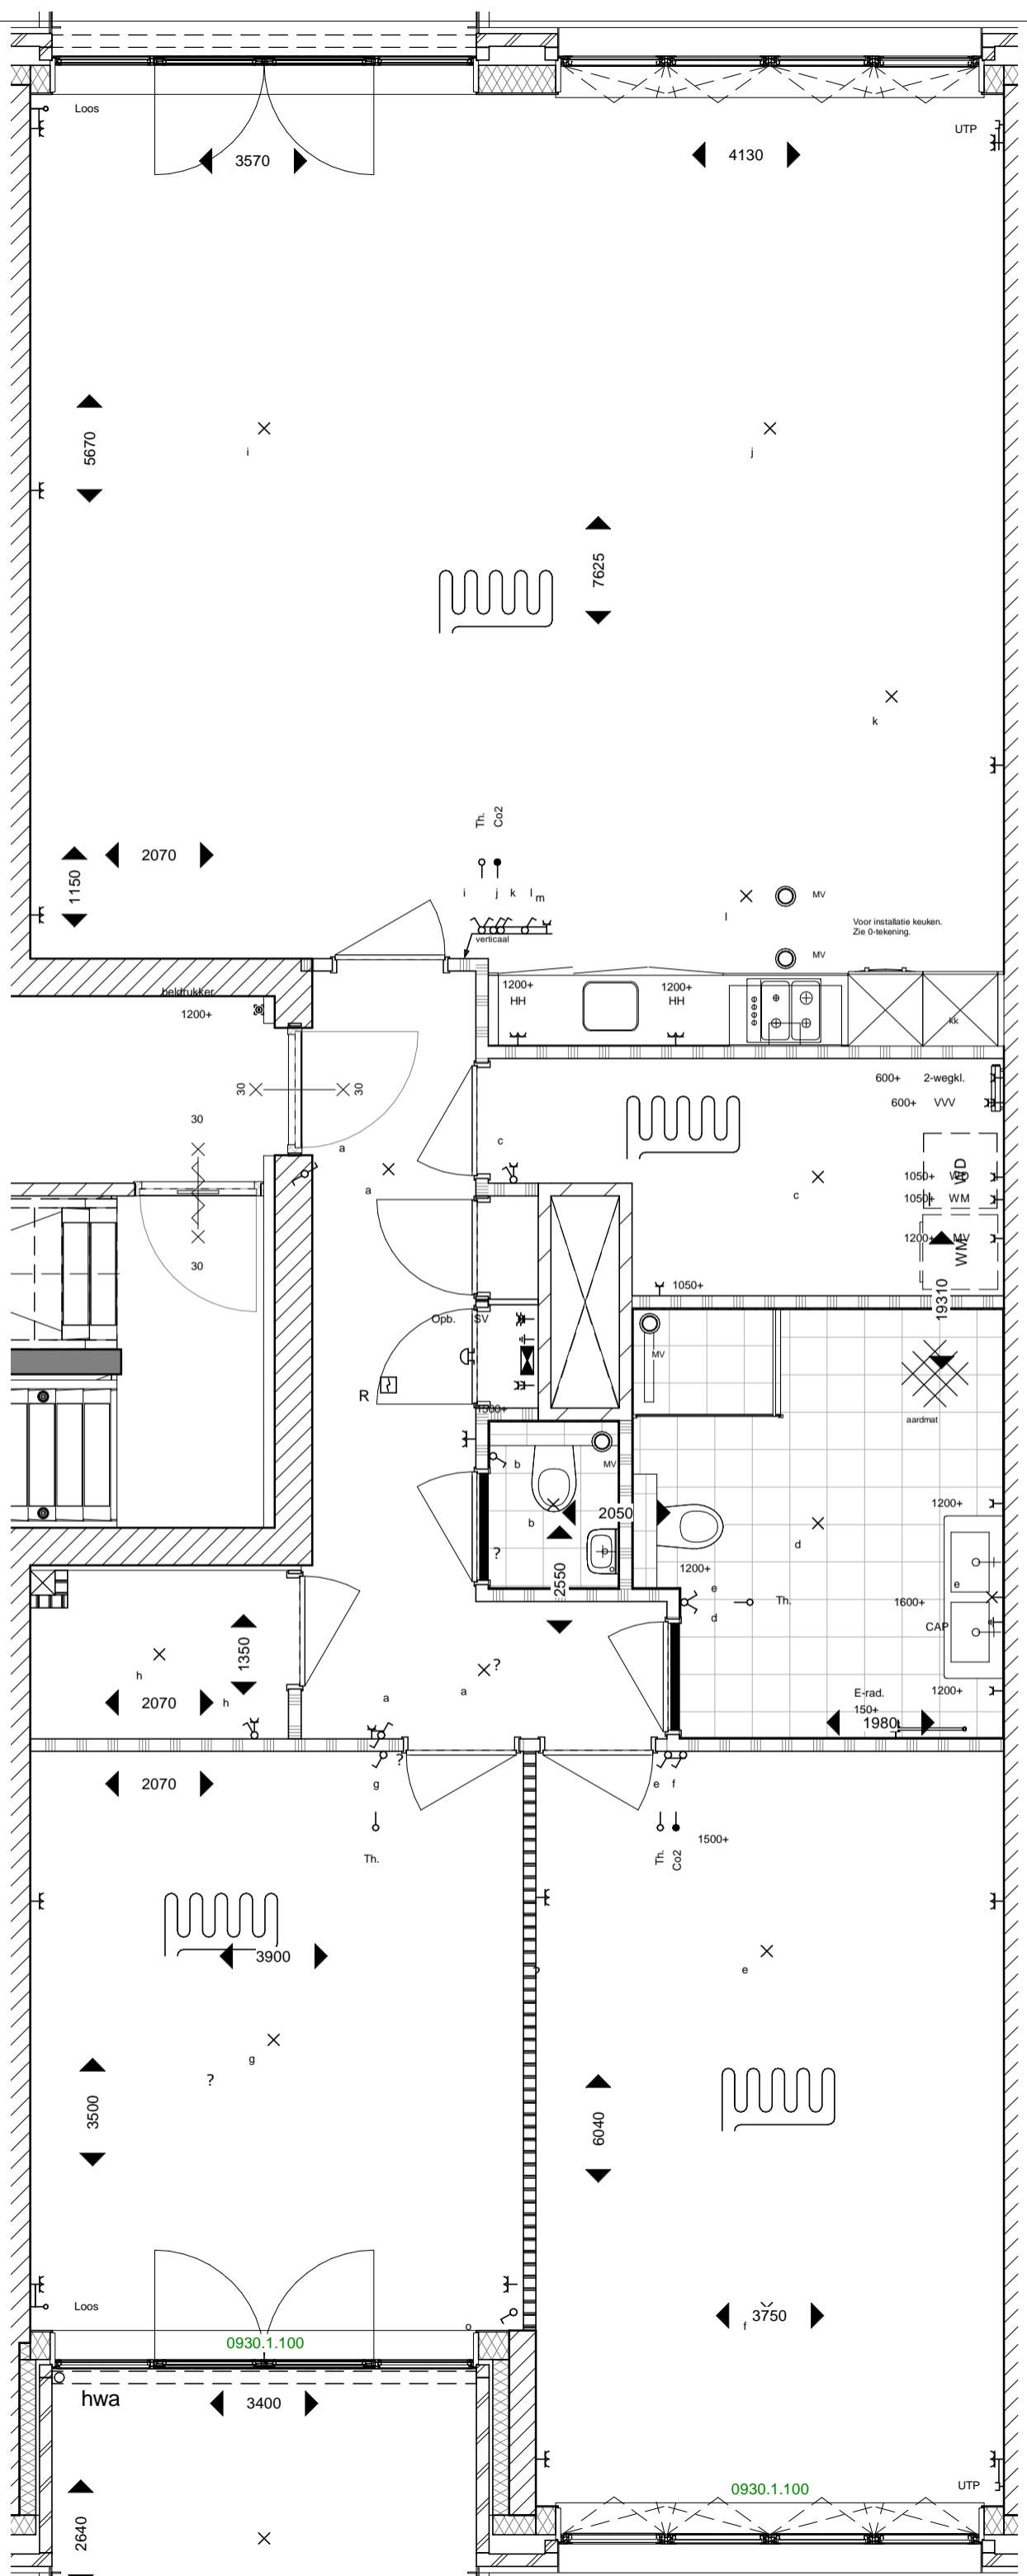 Loos
UTP
3570
4130
5670
i
j
7625
k
Th.
Co2
2070
1150
i j k l m
l
MV
Voor installatie keuken.
Zie 0-tekening.
verticaal
MV
beldrukker
1200+
1200+
HH
1200+
HH
kk
600+ 2-wegkl.
600+ VVV
30
30
30
a
c
a
c
1050+
WD
1050+ WM
1200+ MV
WM
30
1050+
19310
Opb. SV
MV
R
1500+
aardmat
b
MV
1200+
2050
b
d
?
2550
1200+
e
e
Th.
1600+
d
CAP
1350
h
?
a
a
E-rad.
1200+
150+
2070
h
1980
?
2070
g
e f
1500+
Th.
Th.
Co2
3900
e
g
?
3500
6040
Loos
3750
f
0930.1.100
hwa
3400
UTP
0930.1.100
2640